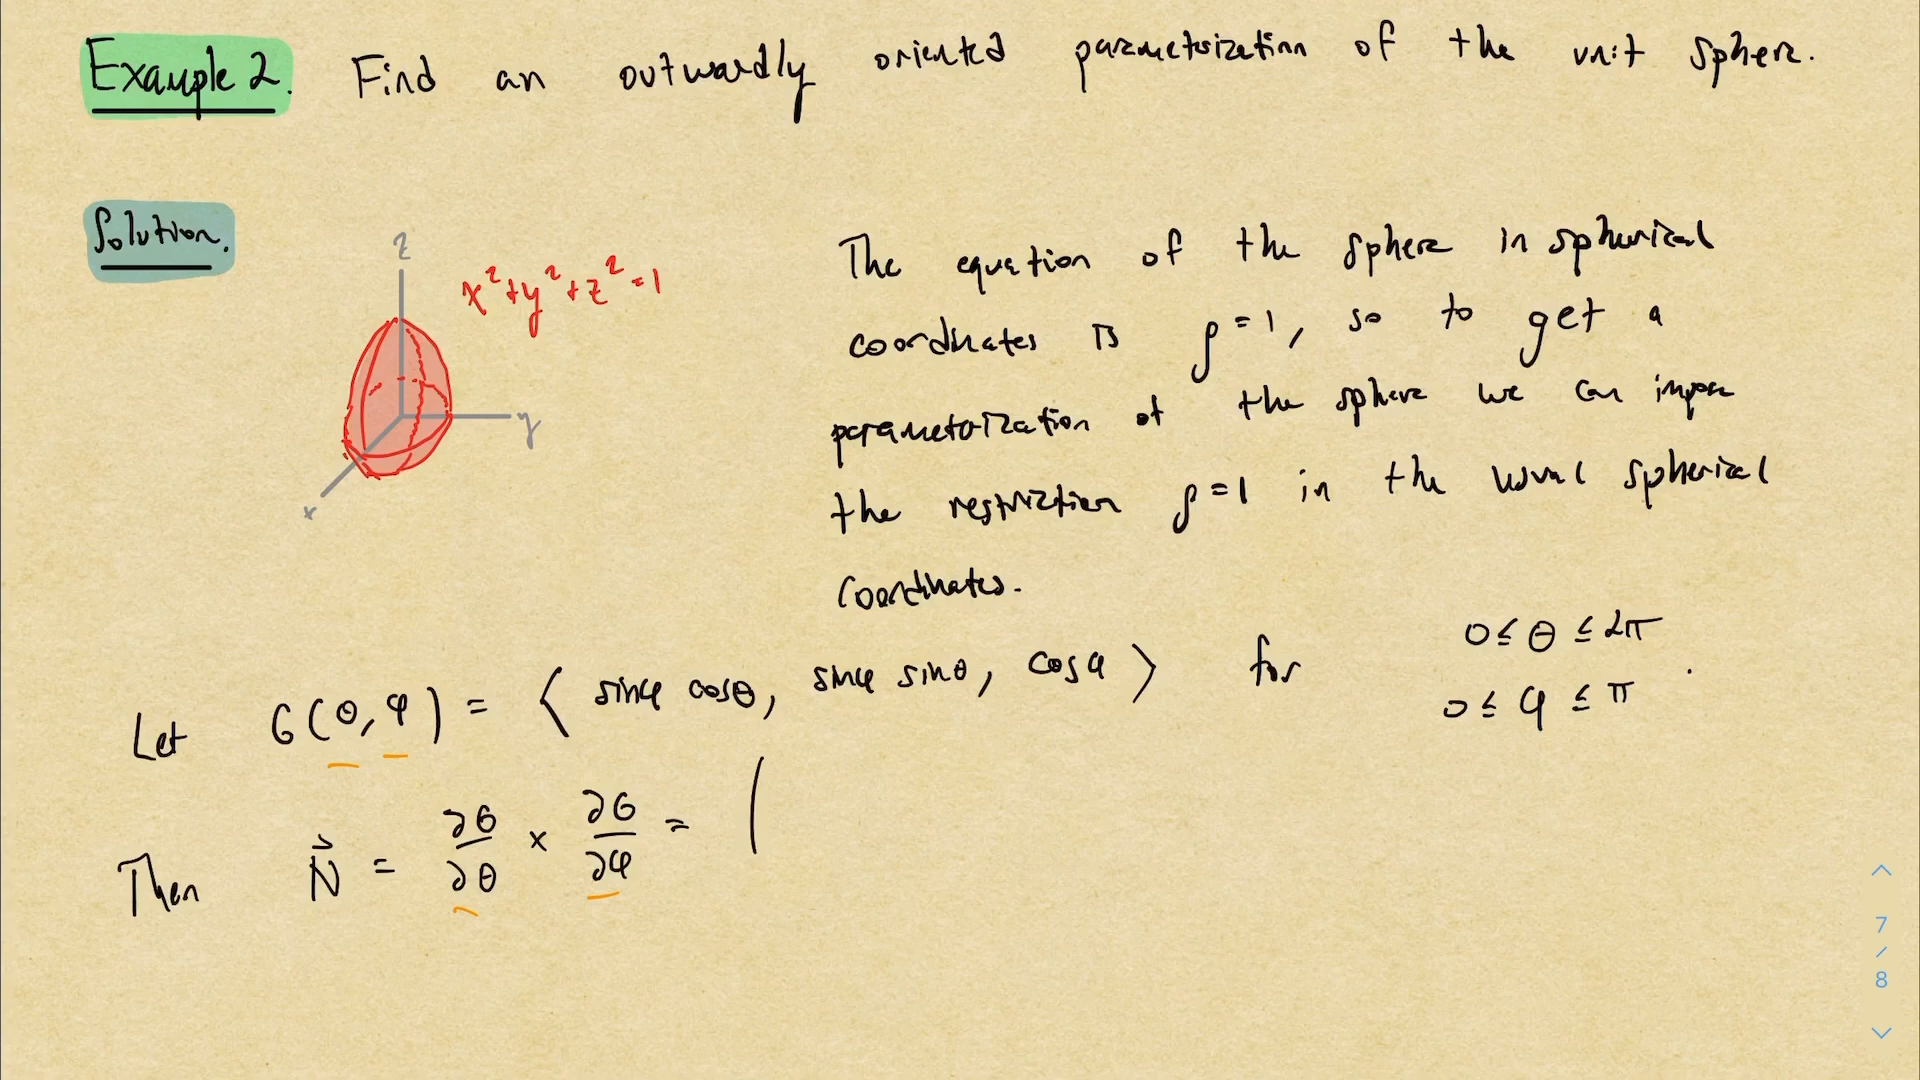 Example 2. Find an outwardly oriented parameterization of the unit sphere.
Solution.
z
x² + y² + z² = 1
y
x
The equation of the sphere in spherical
coordinates is ρ = 1, so to get a
parameterization of the sphere we can impose
the restriction ρ = 1 in the usual spherical
coordinates.
Let G(θ, φ) = ⟨ sinφ cosθ, sinφ sinθ, cosφ ⟩ for 0 ≤ θ ≤ 2π
0 ≤ φ ≤ π .
Then N⃗ = ∂G/∂θ × ∂G/∂φ = |
7
/
8